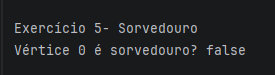 Exercício 5- Sorvedouro
Vértice 0 é sorvedouro? false